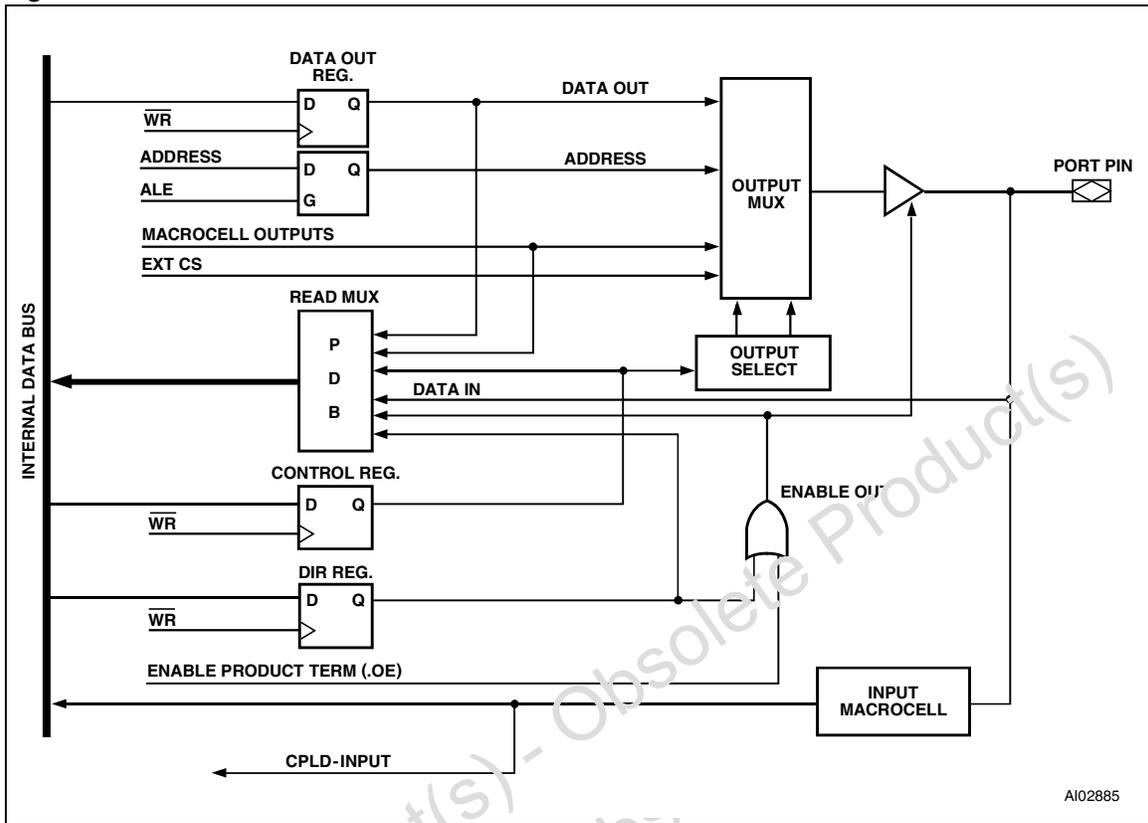 DATA OUT
REG.
D Q
DATA OUT
WR
ADDRESS
D Q
ADDRESS
ALE
G
OUTPUT
MUX
PORT PIN
MACROCELL OUTPUTS
EXT CS
READ MUX
P
D
B
OUTPUT
SELECT
DATA IN
INTERNAL DATA BUS
CONTROL REG.
D Q
WR
ENABLE OUT
DIR REG.
D Q
WR
ENABLE PRODUCT TERM (.OE)
INPUT
MACROCELL
CPLD-INPUT
AI02885
t(s) - Obsolete Product(s)